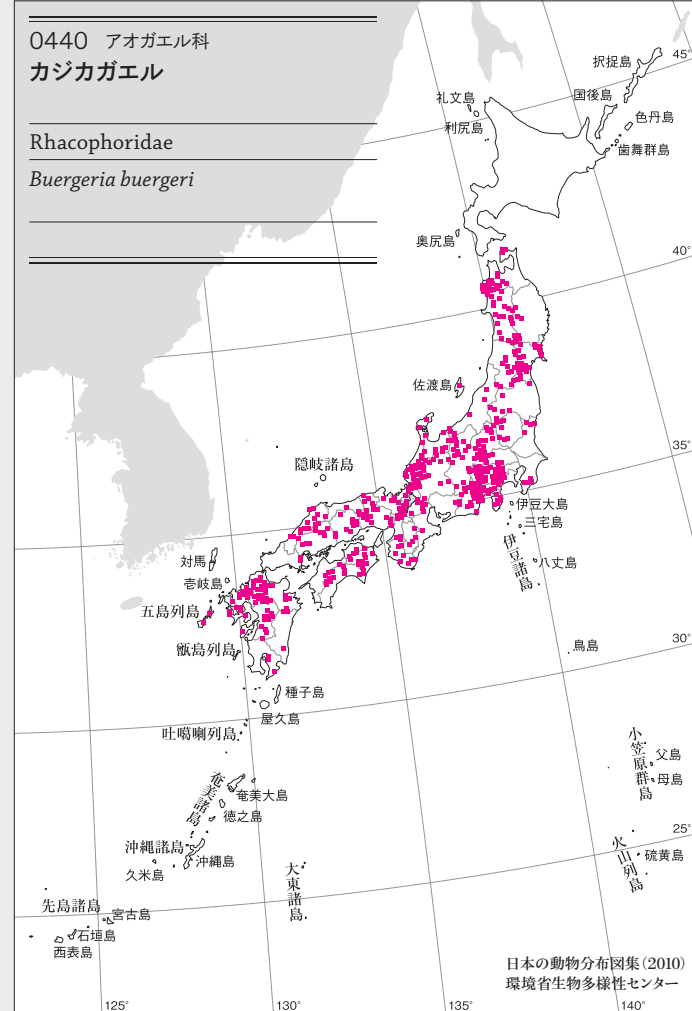 0440 アオガエル科
カジカガエル
Rhacophoridae
Buergeria buergeri
45°
択捉島
国後島
礼文島
色丹島
利尻島
歯舞群島
奥尻島
40°
佐渡島
35°
隠岐諸島
伊豆大島
三宅島
伊豆諸島
八丈島
対馬
壱岐島
五島列島
甑島列島
鳥島
30°
種子島
屋久島
吐噶喇列島
小笠原群島
父島
母島
奄美諸島
奄美大島
徳之島
25°
火山列島
硫黄島
沖縄諸島
沖縄島
久米島
大東諸島
先島諸島
宮古島
石垣島
西表島
日本の動物分布図集(2010)
環境省生物多様性センター
125°
130°
135°
140°